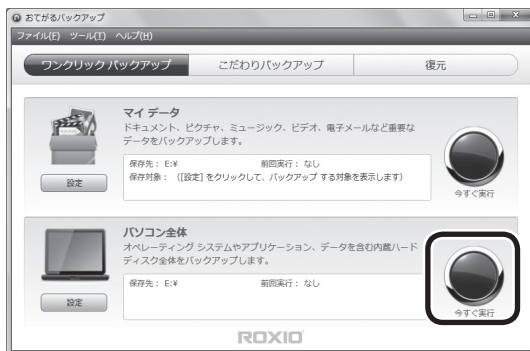 おてがるバックアップ
ファイル(F) ツール(T) ヘルプ(H)
ワンクリック バックアップ こだわりバックアップ 復元
マイ データ
ドキュメント、ピクチャ、ミュージック、ビデオ、電子メールなど重要な
データをバックアップします。
保存先: E:¥ 前回実行: なし
保存対象: ([設定] をクリックして、バックアップ する対象を表示します)
設定
今すぐ実行
パソコン全体
オペレーティング システムやアプリケーション、データを含む内蔵ハード
ディスク全体をバックアップします。
保存先: E:¥ 前回実行: なし
設定
今すぐ実行
ROXIO